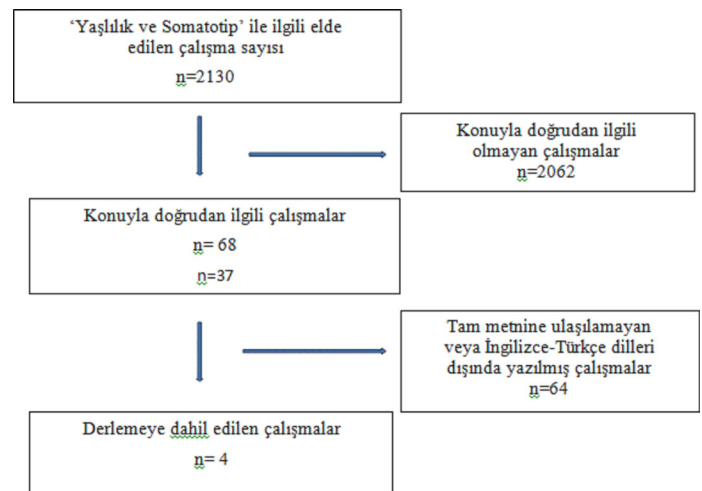 ‘Yaşlılık ve Somatotip’ ile ilgili elde
edilen çalışma sayısı
n=2130
Konuyla doğrudan ilgili
olmayan çalışmalar
n=2062
Konuyla doğrudan ilgili çalışmalar
n= 68
n=37
Tam metnine ulaşılamayan
veya İngilizce-Türkçe dilleri
dışında yazılmış çalışmalar
n=64
Derlemeye dahil edilen çalışmalar
n= 4